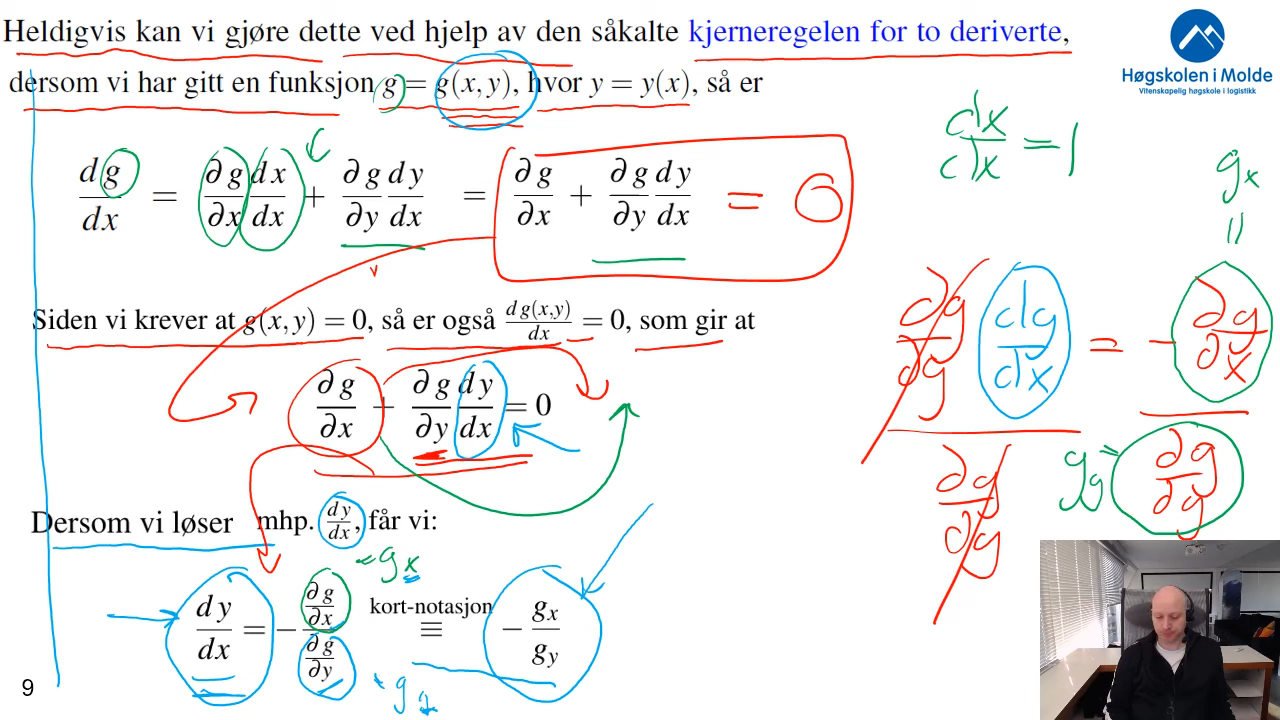 Heldigvis kan vi gjøre dette ved hjelp av den såkalte kjerneregelen for to deriverte,
dersom vi har gitt en funksjon g = g(x, y), hvor y = y(x), så er
Høgskolen i Molde
Vitenskapelig høgskole i logistikk
dx/dx = 1
dg/dx = ∂g/∂x dx/dx + ∂g/∂y dy/dx = ∂g/∂x + ∂g/∂y dy/dx = 0
g_x
=
Siden vi krever at g(x, y) = 0, så er også dg(x,y)/dx = 0, som gir at
∂g/∂y dy/dx = − ∂g/∂x
∂g/∂x + ∂g/∂y dy/dx = 0
∂g/∂y
g_y = ∂g/∂y
Dersom vi løser mhp. dy/dx, får vi:
= g_x
dy/dx = − ∂g/∂x / ∂g/∂y kort-notasjon ≡ − g_x/g_y
9